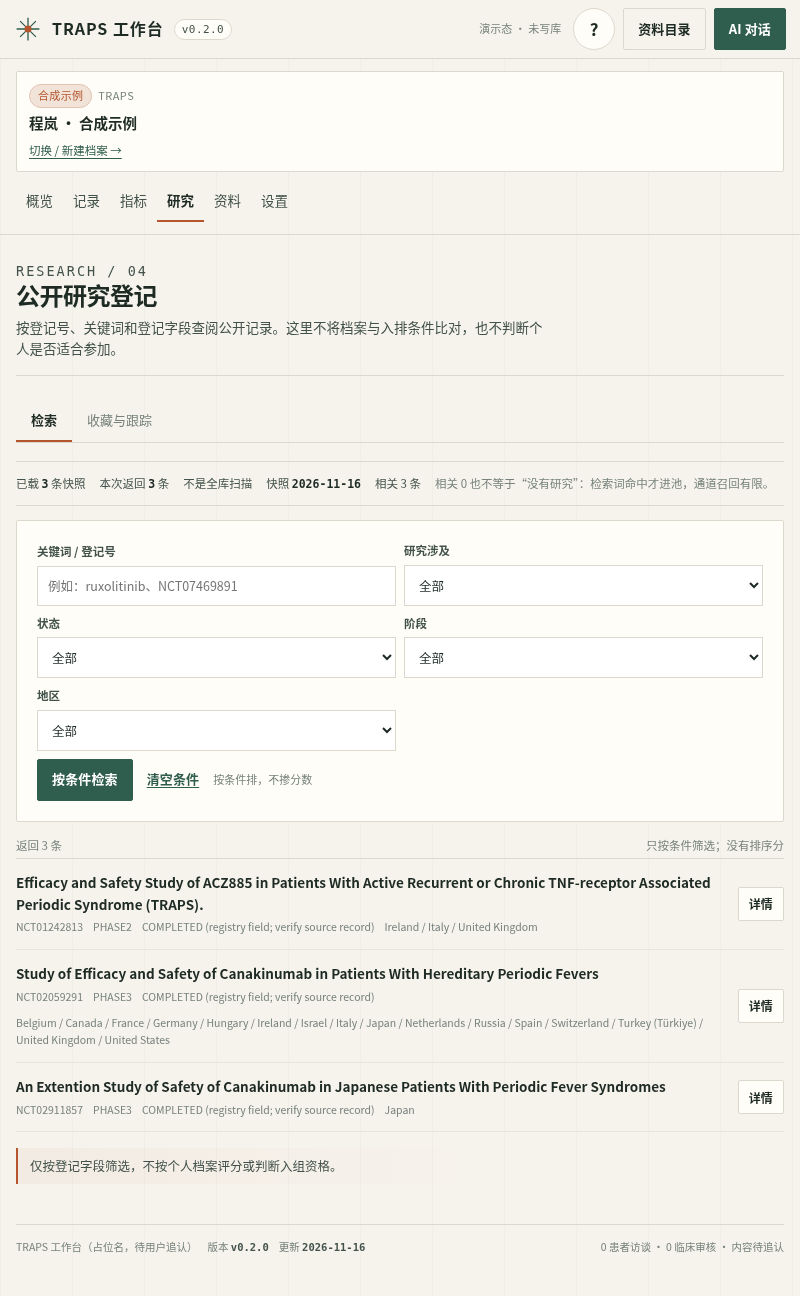 TRAPS 工作台 v0.2.0 演示态 · 未写库 ? 资料目录 AI 对话
合成示例 TRAPS
程岚 · 合成示例
切换 / 新建档案 →
概览 记录 指标 研究 资料 设置
RESEARCH / 04
公开研究登记
按登记号、关键词和登记字段查阅公开记录。这里不将档案与入排条件比对，也不判断个
人是否适合参加。
检索 收藏与跟踪
已载 3 条快照 本次返回 3 条 不是全库扫描 快照 2026-11-16 相关 3 条 相关 0 也不等于“没有研究”：检索词命中才进池，通道召回有限。
关键词 / 登记号 研究涉及
例如：ruxolitinib、NCT07469891 全部
状态 阶段
全部 全部
地区
全部
按条件检索 清空条件 按条件排，不掺分数
返回 3 条 只按条件筛选；没有排序分
Efficacy and Safety Study of ACZ885 in Patients With Active Recurrent or Chronic TNF-receptor Associated
Periodic Syndrome (TRAPS).
详情
NCT01242813 PHASE2 COMPLETED (registry field; verify source record) Ireland / Italy / United Kingdom
Study of Efficacy and Safety of Canakinumab in Patients With Hereditary Periodic Fevers
NCT02059291 PHASE3 COMPLETED (registry field; verify source record)
详情
Belgium / Canada / France / Germany / Hungary / Ireland / Israel / Italy / Japan / Netherlands / Russia / Spain / Switzerland / Turkey (Türkiye) /
United Kingdom / United States
An Extention Study of Safety of Canakinumab in Japanese Patients With Periodic Fever Syndromes
详情
NCT02911857 PHASE3 COMPLETED (registry field; verify source record) Japan
仅按登记字段筛选，不按个人档案评分或判断入组资格。
TRAPS 工作台（占位名，待用户追认） 版本 v0.2.0 更新 2026-11-16 0 患者访谈 · 0 临床审核 · 内容待追认